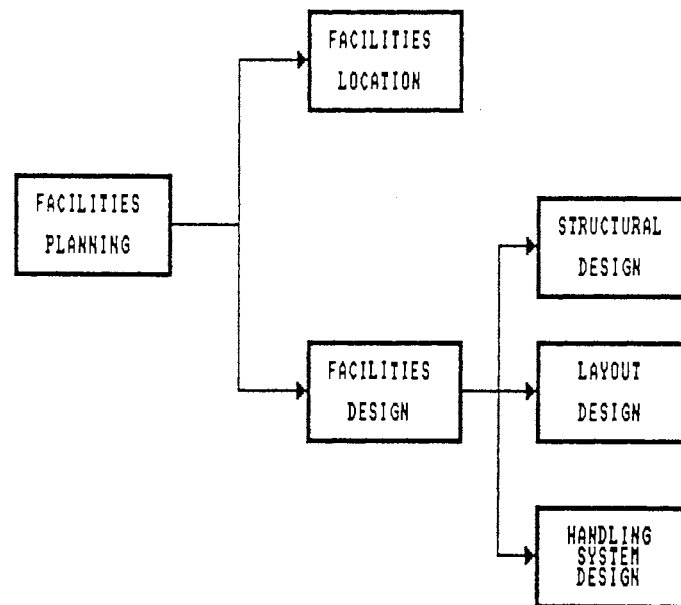 FACILITIES
LOCATION
FACILITIES
PLANNING
STRUCTURAL
DESIGN
FACILITIES
DESIGN
LAYOUT
DESIGN
HANDLING
SYSTEM
DESIGN